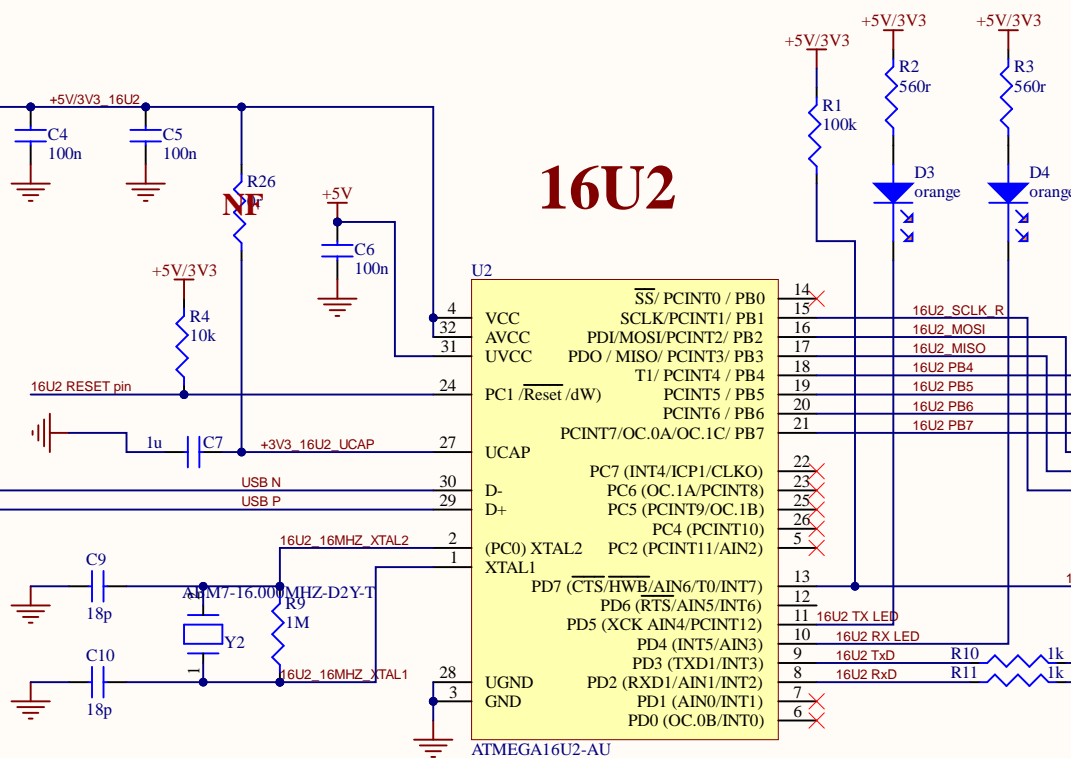 +5V/3V3
+5V/3V3
+5V/3V3
R2
560r
R3
560r
R1
100k
+5V/3V3_16U2
C4
100n
C5
100n
R26
NF
16U2
D3
orange
D4
orange
+5V
C6
100n
+5V/3V3
R4
10k
U2
4 VCC
32 AVCC
31 UVCC
16U2 RESET pin
24 PC1 /Reset /dW)
1u C7
+3V3_16U2_UCAP
27 UCAP
USB N
30 D-
USB P
29 D+
16U2_16MHZ_XTAL2
2 (PC0) XTAL2
1 XTAL1
C9
18p
ABM7-16.000MHZ-D2Y-T
R9
1M
Y2
1
C10
18p
16U2_16MHZ_XTAL1
28 UGND
3 GND
SS/ PCINT0 / PB0 14
SCLK/PCINT1/ PB1 15 16U2_SCLK_R
PDI/MOSI/PCINT2/ PB2 16 16U2_MOSI
PDO / MISO/ PCINT3/ PB3 17 16U2_MISO
T1/ PCINT4 / PB4 18 16U2 PB4
PCINT5 / PB5 19 16U2 PB5
PCINT6 / PB6 20 16U2 PB6
PCINT7/OC.0A/OC.1C/ PB7 21 16U2 PB7
PC7 (INT4/ICP1/CLKO) 22
PC6 (OC.1A/PCINT8) 23
PC5 (PCINT9/OC.1B) 25
PC4 (PCINT10) 26
PC2 (PCINT11/AIN2) 5
PD7 (CTS/HWB/AIN6/T0/INT7) 13
PD6 (RTS/AIN5/INT6) 12
PD5 (XCK AIN4/PCINT12) 11 16U2 TX LED
PD4 (INT5/AIN3) 10 16U2 RX LED
PD3 (TXD1/INT3) 9 16U2 TxD R10 1k
PD2 (RXD1/AIN1/INT2) 8 16U2 RxD R11 1k
PD1 (AIN0/INT1) 7
PD0 (OC.0B/INT0) 6
ATMEGA16U2-AU